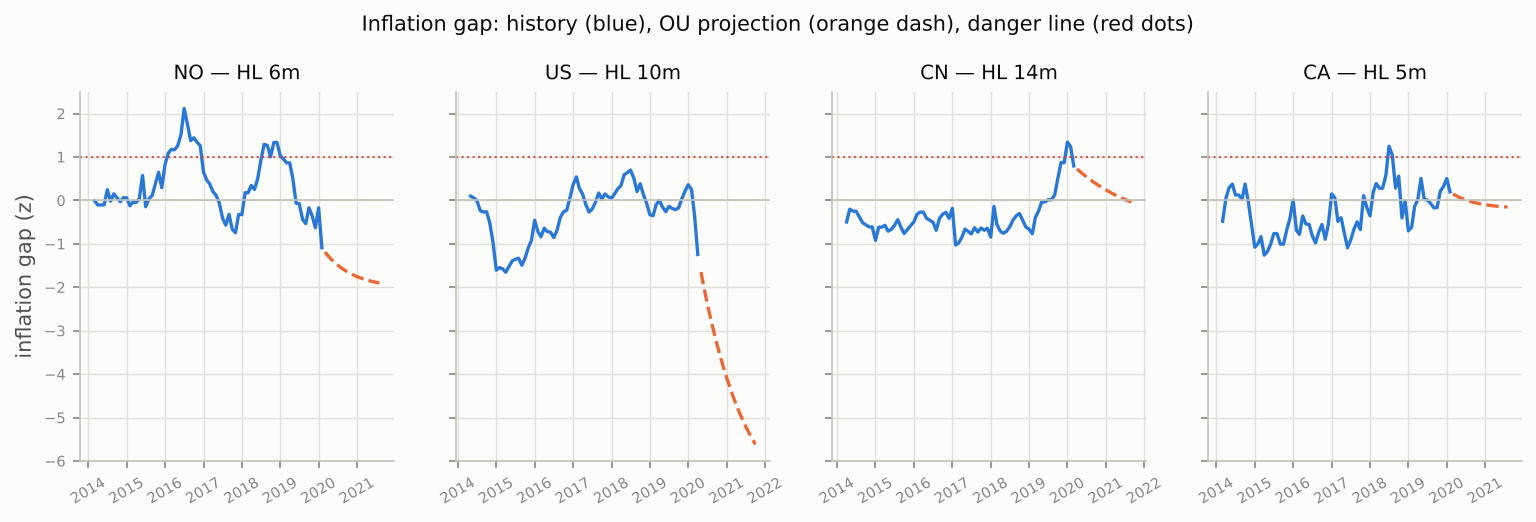 Inflation gap: history (blue), OU projection (orange dash), danger line (red dots)
NO — HL 6m
US — HL 10m
CN — HL 14m
CA — HL 5m
inflation gap (z)
2
1
0
−1
−2
−3
−4
−5
−6
2014 2015 2016 2017 2018 2019 2020 2021
2014 2015 2016 2017 2018 2019 2020 2021 2022
2014 2015 2016 2017 2018 2019 2020 2021 2022
2014 2015 2016 2017 2018 2019 2020 2021